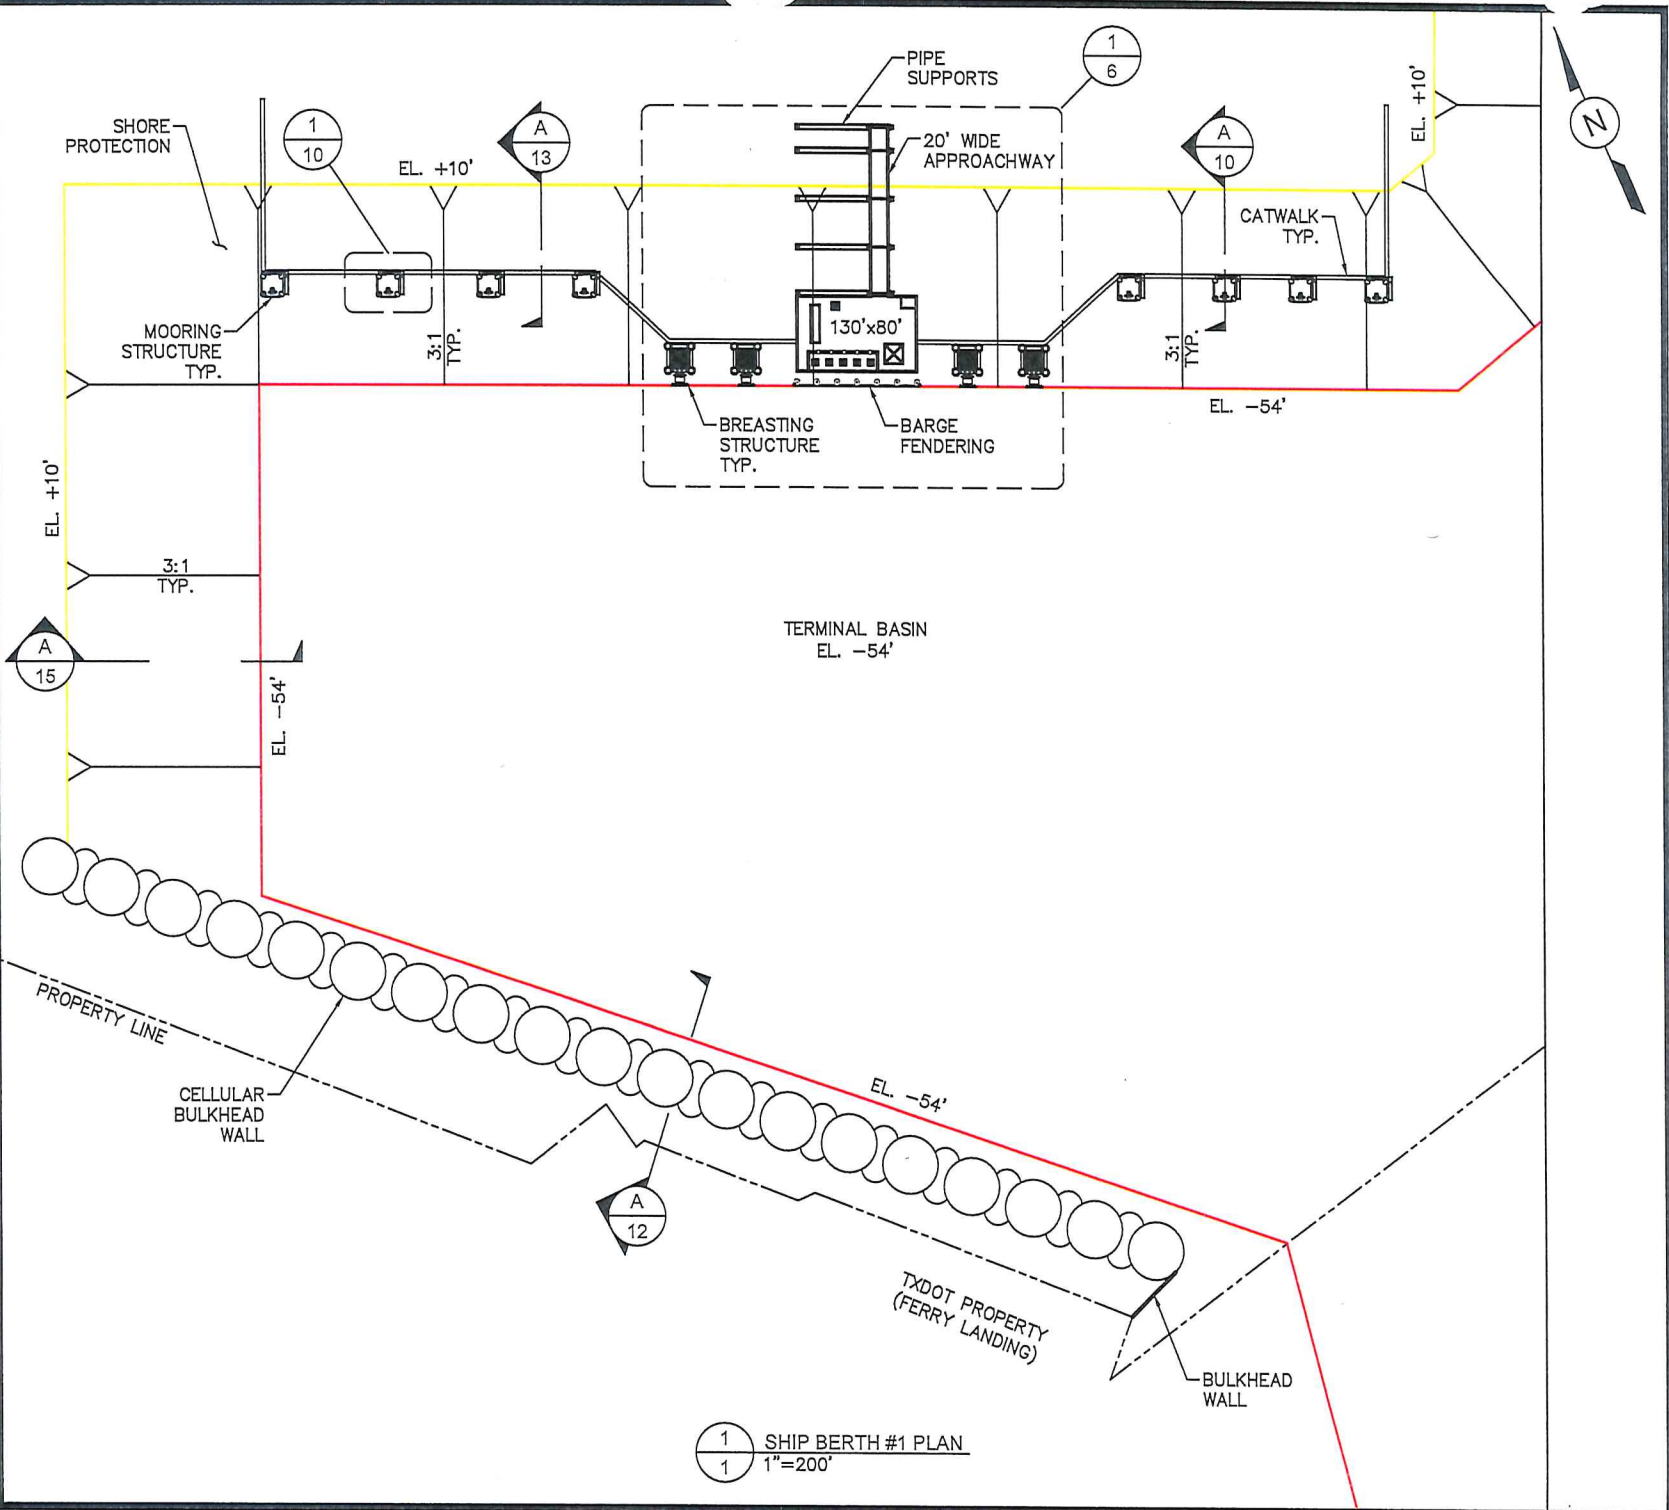 1
6
PIPE
SUPPORTS
EL. +10'
N
SHORE
PROTECTION
1
10
A
13
EL. +10'
20' WIDE
APPROACHWAY
A
10
CATWALK
TYP.
MOORING
STRUCTURE
TYP.
3:1
TYP.
130'x80'
3:1
TYP.
EL. -54'
BREASTING
STRUCTURE
TYP.
BARGE
FENDERING
EL. +10'
3:1
TYP.
TERMINAL BASIN
EL. -54'
A
15
EL. -54'
PROPERTY LINE
CELLULAR
BULKHEAD
WALL
EL. -54'
A
12
TXDOT PROPERTY
(FERRY LANDING)
BULKHEAD
WALL
1
1
SHIP BERTH #1 PLAN
1"=200'